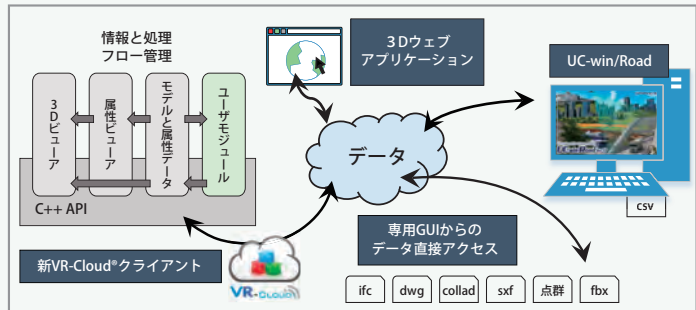 情報と処理
フロー管理
3Dビューア
属性ビューア
モデルと属性データ
ユーザモジュール
C++ API
新VR-Cloud®クライアント
VR-CLOUD
3Dウェブ
アプリケーション
データ
UC-win/Road
csv
専用GUIからの
データ直接アクセス
ifc
dwg
collad
sxf
点群
fbx